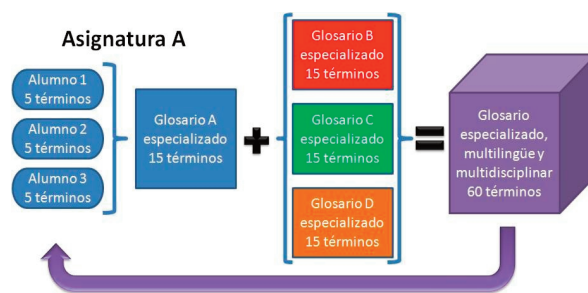 Asignatura A
Alumno 1
5 términos
Alumno 2
5 términos
Alumno 3
5 términos
Glosario A
especializado
15 términos
+
Glosario B
especializado
15 términos
Glosario C
especializado
15 términos
Glosario D
especializado
15 términos
=
Glosario
especializado,
multilingüe y
multidisciplinar
60 términos